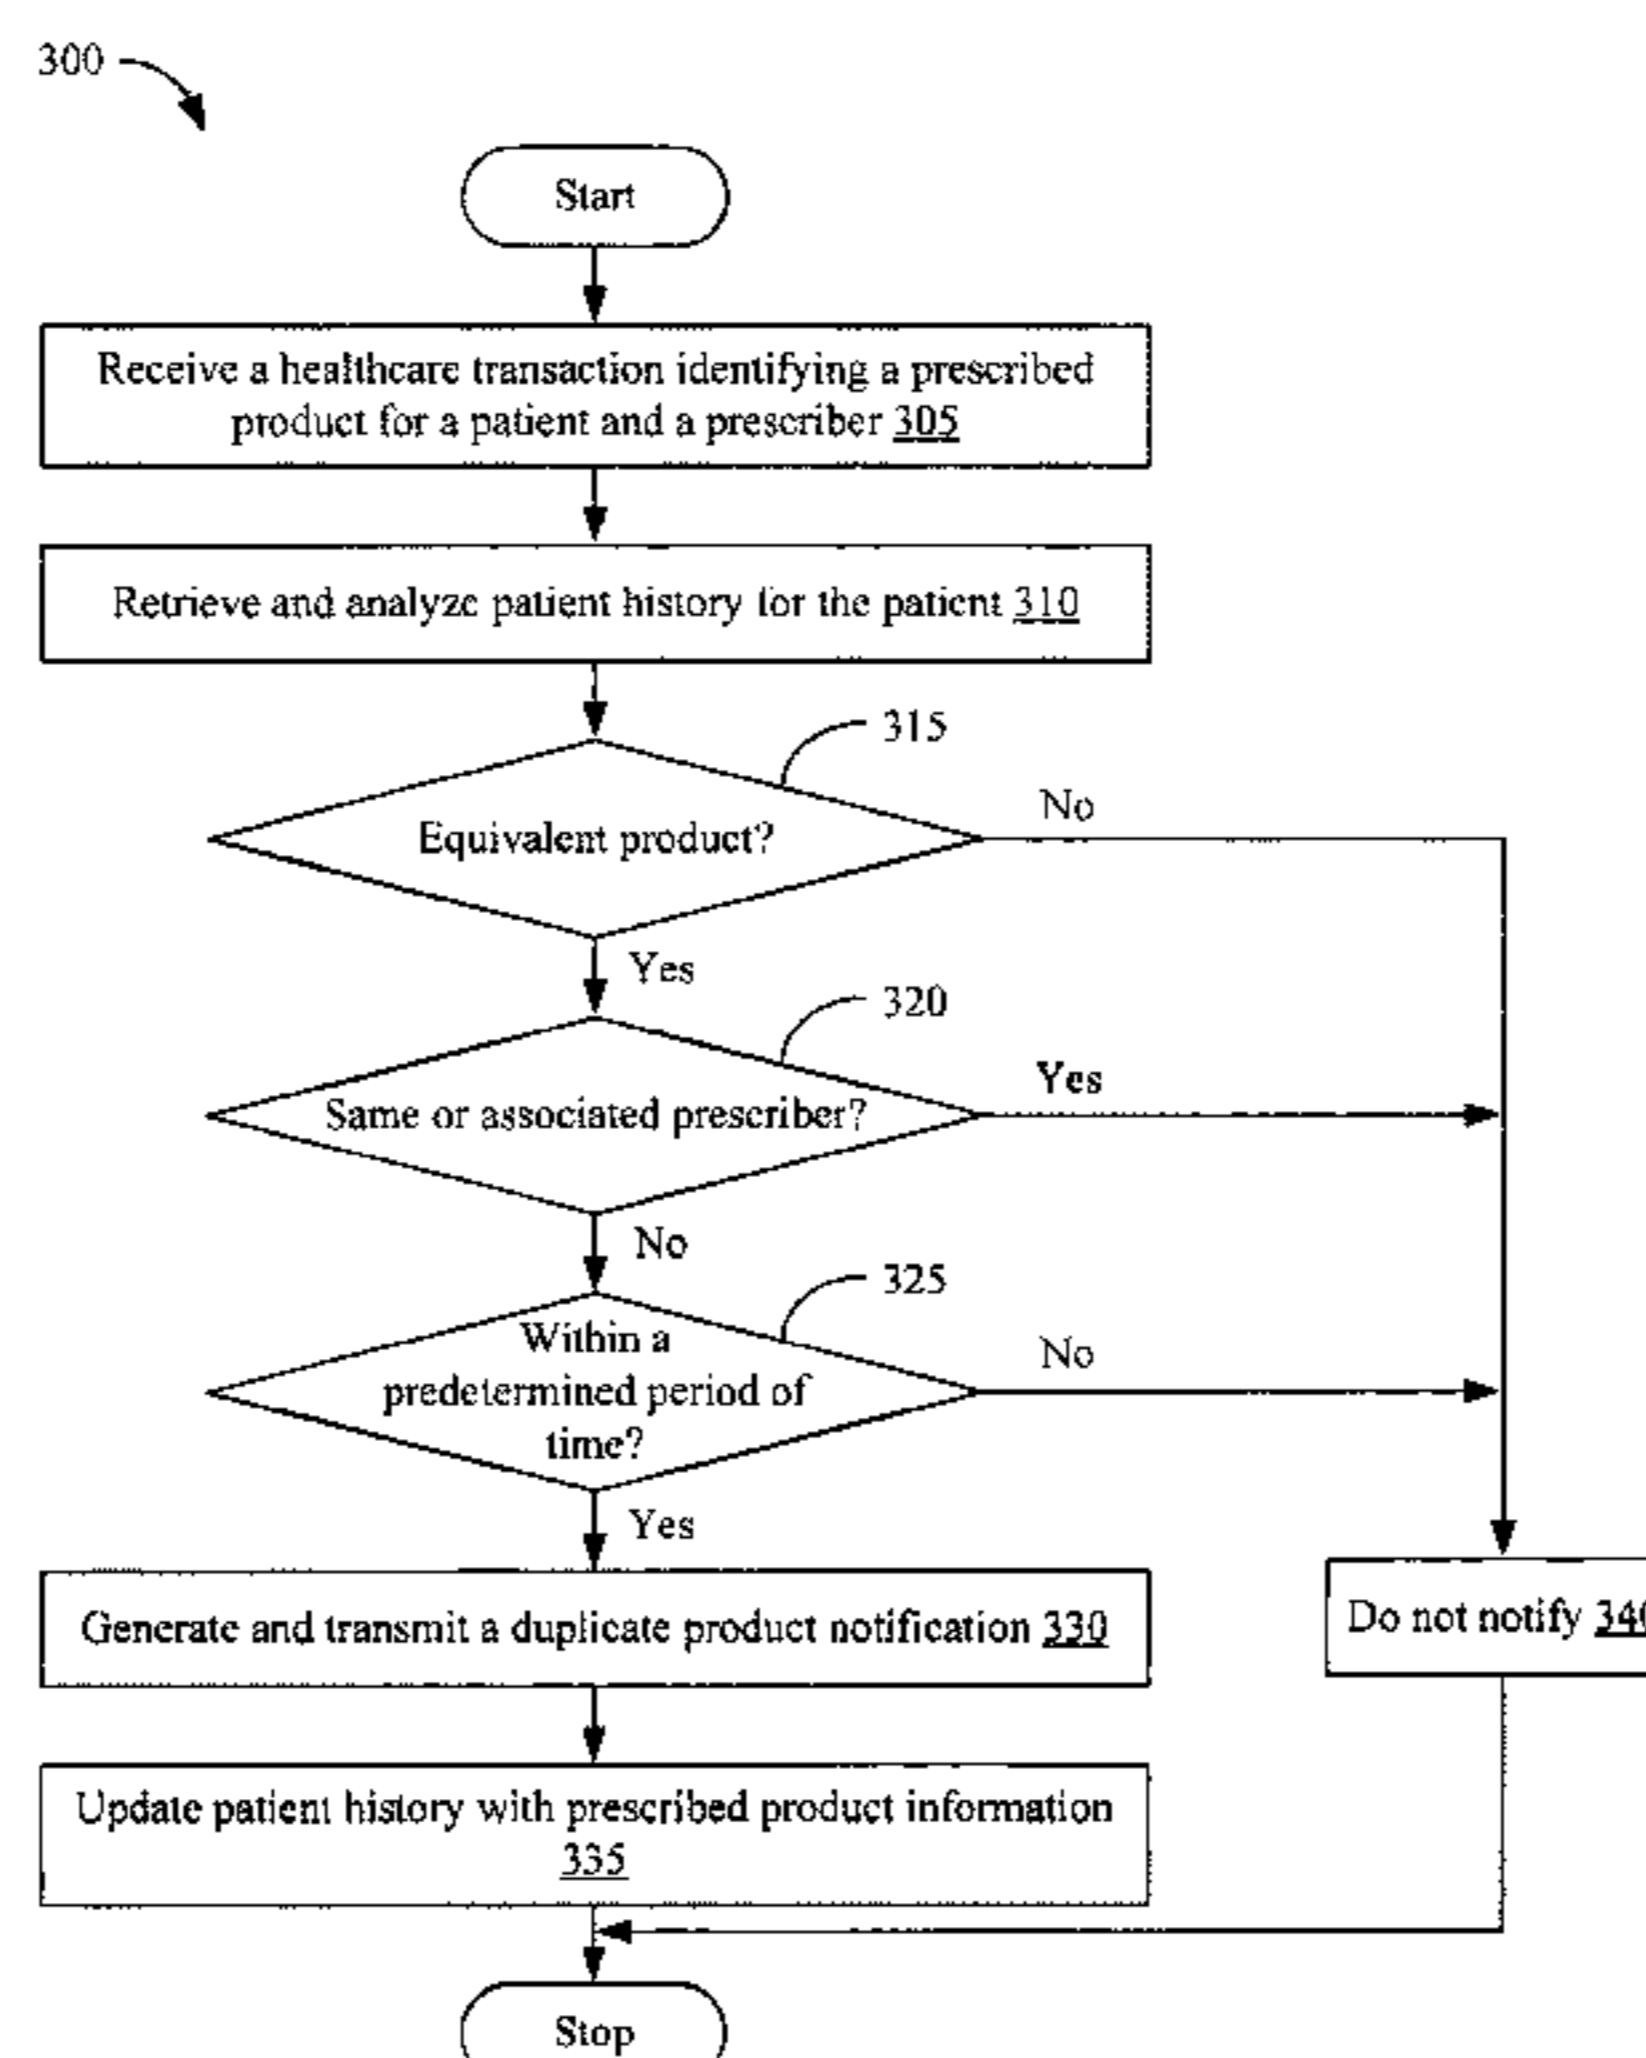 300
Start
Receive a healthcare transaction identifying a prescribed
product for a patient and a prescriber 305
Retrieve and analyze patient history for the patient 310
315
Equivalent product?
No
Yes
320
Same or associated prescriber?
Yes
No
325
Within a
predetermined period of
time?
No
Yes
Generate and transmit a duplicate product notification 330
Do not notify 340
Update patient history with prescribed product information
335
Stop